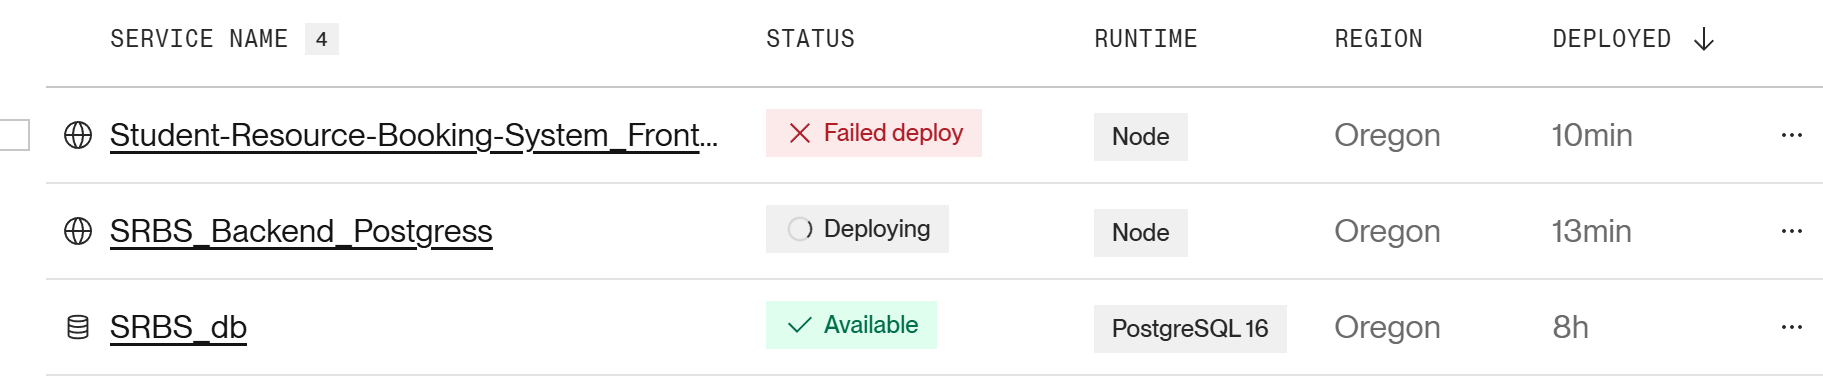 SERVICE NAME 4 STATUS RUNTIME REGION DEPLOYED ↓
Student-Resource-Booking-System_Front... Failed deploy Node Oregon 10min
SRBS_Backend_Postgress Deploying Node Oregon 13min
SRBS_db Available PostgreSQL 16 Oregon 8h